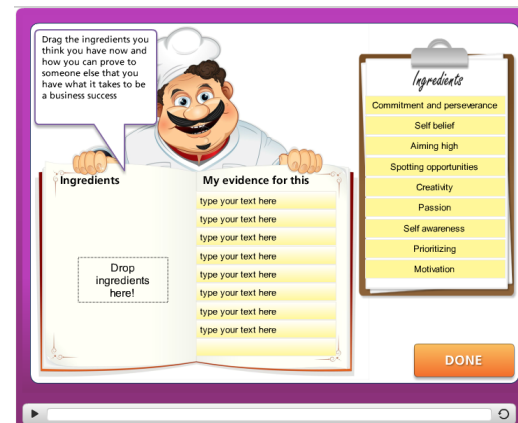 Drag the ingredients you
think you have now and
how you can prove to
someone else that you
have what it takes to be
a business success
Ingredients
My evidence for this
type your text here
type your text here
type your text here
type your text here
type your text here
type your text here
type your text here
type your text here
Drop
ingredients
here!
Ingredients
Commitment and perseverance
Self belief
Aiming high
Spotting opportunities
Creativity
Passion
Self awareness
Prioritizing
Motivation
DONE